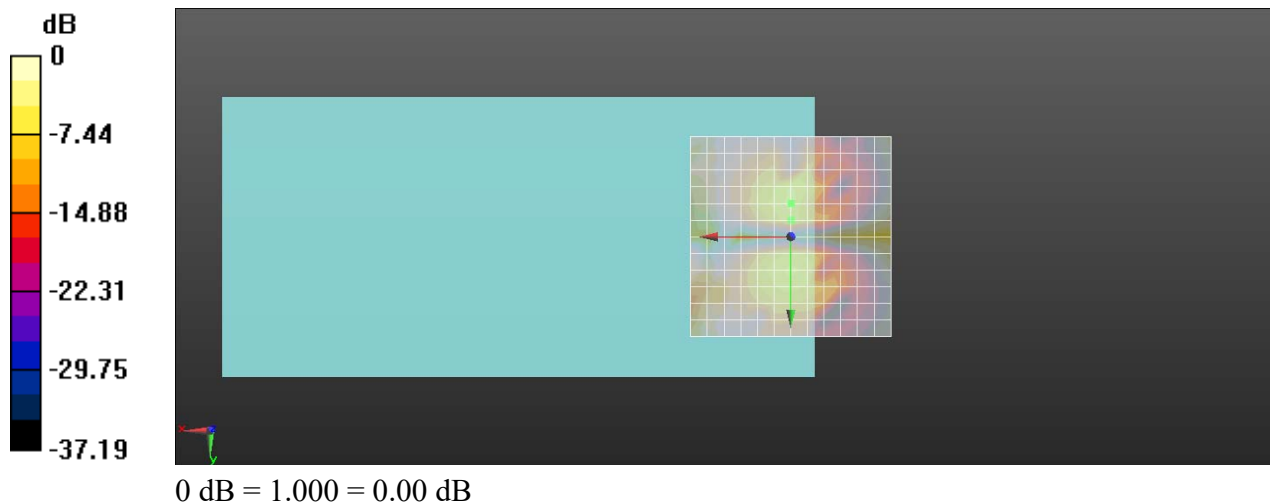 dB
0
-7.44
-14.88
-22.31
-29.75
-37.19
x
z
y
0 dB = 1.000 = 0.00 dB